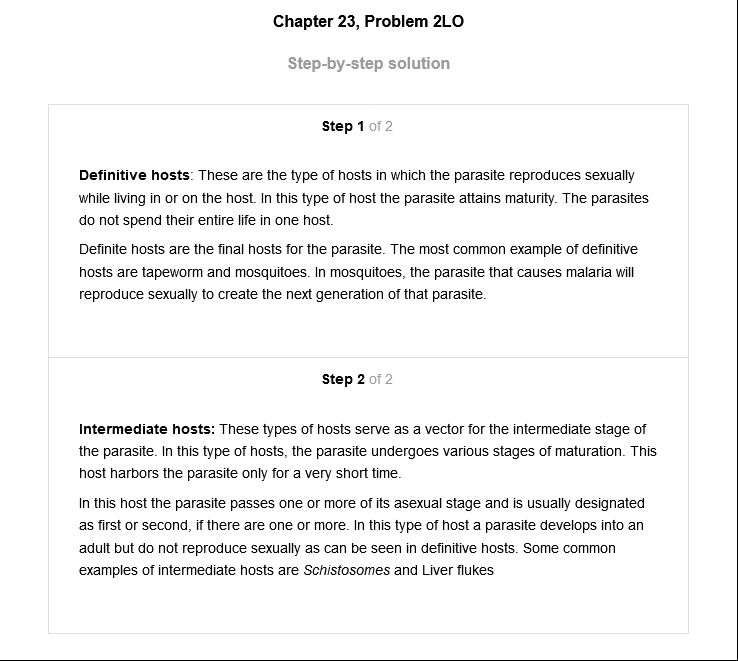 Chapter 23, Problem 2LO
Step-by-step solution
Step 1 of 2
Definitive hosts: These are the type of hosts in which the parasite reproduces sexually
while living in or on the host. In this type of host the parasite attains maturity. The parasites
do not spend their entire life in one host.
Definite hosts are the final hosts for the parasite. The most common example of definitive
hosts are tapeworm and mosquitoes. In mosquitoes, the parasite that causes malaria will
reproduce sexually to create the next generation of that parasite.
Step 2 of 2
Intermediate hosts: These types of hosts serve as a vector for the intermediate stage of
the parasite. In this type of hosts, the parasite undergoes various stages of maturation. This
host harbors the parasite only for a very short time.
In this host the parasite passes one or more of its asexual stage and is usually designated
as first or second, if there are one or more. In this type of host a parasite develops into an
adult but do not reproduce sexually as can be seen in definitive hosts. Some common
examples of intermediate hosts are Schistosomes and Liver flukes